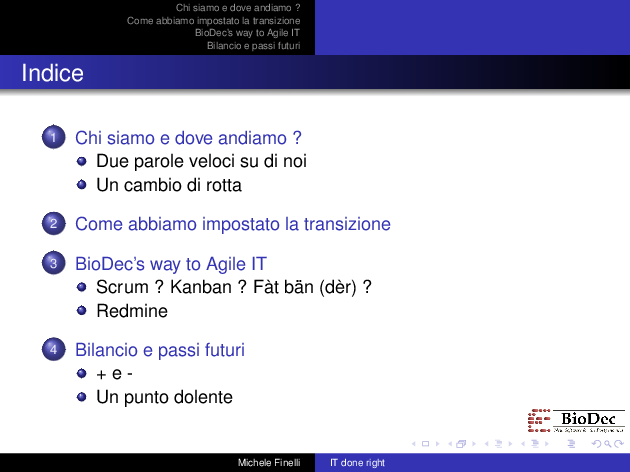 Chi siamo e dove andiamo ?
Come abbiamo impostato la transizione
BioDec's way to Agile IT
Bilancio e passi futuri
Indice
1 Chi siamo e dove andiamo ?
Due parole veloci su di noi
Un cambio di rotta
2 Come abbiamo impostato la transizione
3 BioDec's way to Agile IT
Scrum ? Kanban ? Fàt bān (dèr) ?
Redmine
4 Bilancio e passi futuri
+ e -
Un punto dolente
BioDec
Michele Finelli IT done right